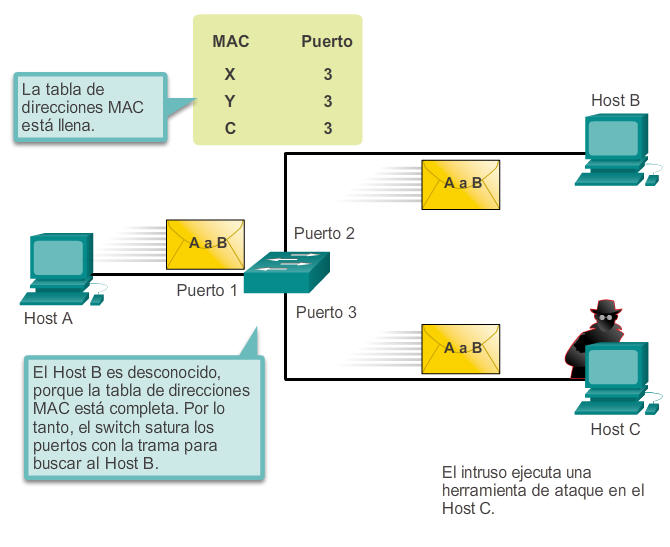 MAC Puerto
X 3
Y 3
C 3
La tabla de
direcciones MAC
está llena.
Host B
A a B
Puerto 2
A a B
Puerto 1
Host A
Puerto 3
A a B
El Host B es desconocido,
porque la tabla de direcciones
MAC está completa. Por lo
tanto, el switch satura los
puertos con la trama para
buscar al Host B.
Host C
El intruso ejecuta una
herramienta de ataque en el
Host C.